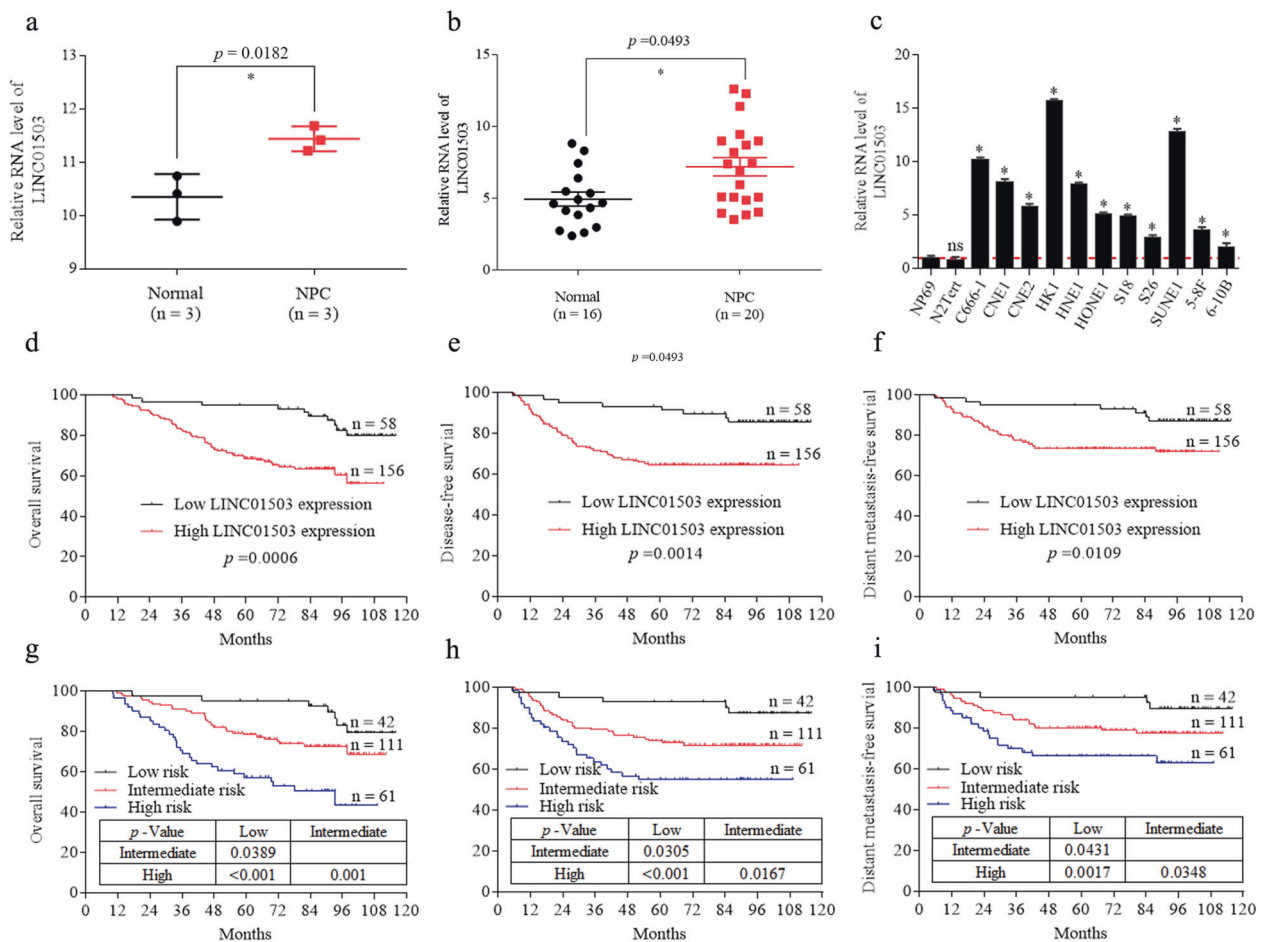 a
p = 0.0182
*
Relative RNA level of
LINC01503
13
12
11
10
9
Normal
(n = 3)
NPC
(n = 3)
b
p =0.0493
*
Relative RNA level of
LINC01503
15
10
5
0
Normal
(n = 16)
NPC
(n = 20)
c
Relative RNA level of
LINC01503
20
15
10
5
0
ns
*
*
*
*
*
*
*
*
*
*
*
NP69
N2Tert
C666-1
CNE1
CNE2
HK1
HNE1
HONE1
S18
S26
SUNE1
5-8F
6-10B
d
Overall survival
100
80
60
40
20
0
n = 58
n = 156
Low LINC01503 expression
High LINC01503 expression
p =0.0006
0 12 24 36 48 60 72 84 96 108 120
Months
e
p =0.0493
Disease-free survival
100
80
60
40
20
0
n = 58
n = 156
Low LINC01503 expression
High LINC01503 expression
p =0.0014
0 12 24 36 48 60 72 84 96 108 120
Months
f
Distant metastasis-free survival
100
80
60
40
20
0
n = 58
n = 156
Low LINC01503 expression
High LINC01503 expression
p =0.0109
0 12 24 36 48 60 72 84 96 108 120
Months
g
Overall survival
100
80
60
40
20
0
n = 42
n = 111
n = 61
Low risk
Intermediate risk
High risk
p - Value Low Intermediate
Intermediate 0.0389
High <0.001 0.001
0 12 24 36 48 60 72 84 96 108 120
Months
h
Disease-free survival
100
80
60
40
20
0
n = 42
n = 111
n = 61
Low risk
Intermediate risk
High risk
p - Value Low Intermediate
Intermediate 0.0305
High <0.001 0.0167
0 12 24 36 48 60 72 84 96 108 120
Months
i
Distant metastasis-free survival
100
80
60
40
20
0
n = 42
n = 111
n = 61
Low risk
Intermediate risk
High risk
p - Value Low Intermediate
Intermediate 0.0431
High 0.0017 0.0348
0 12 24 36 48 60 72 84 96 108 120
Months